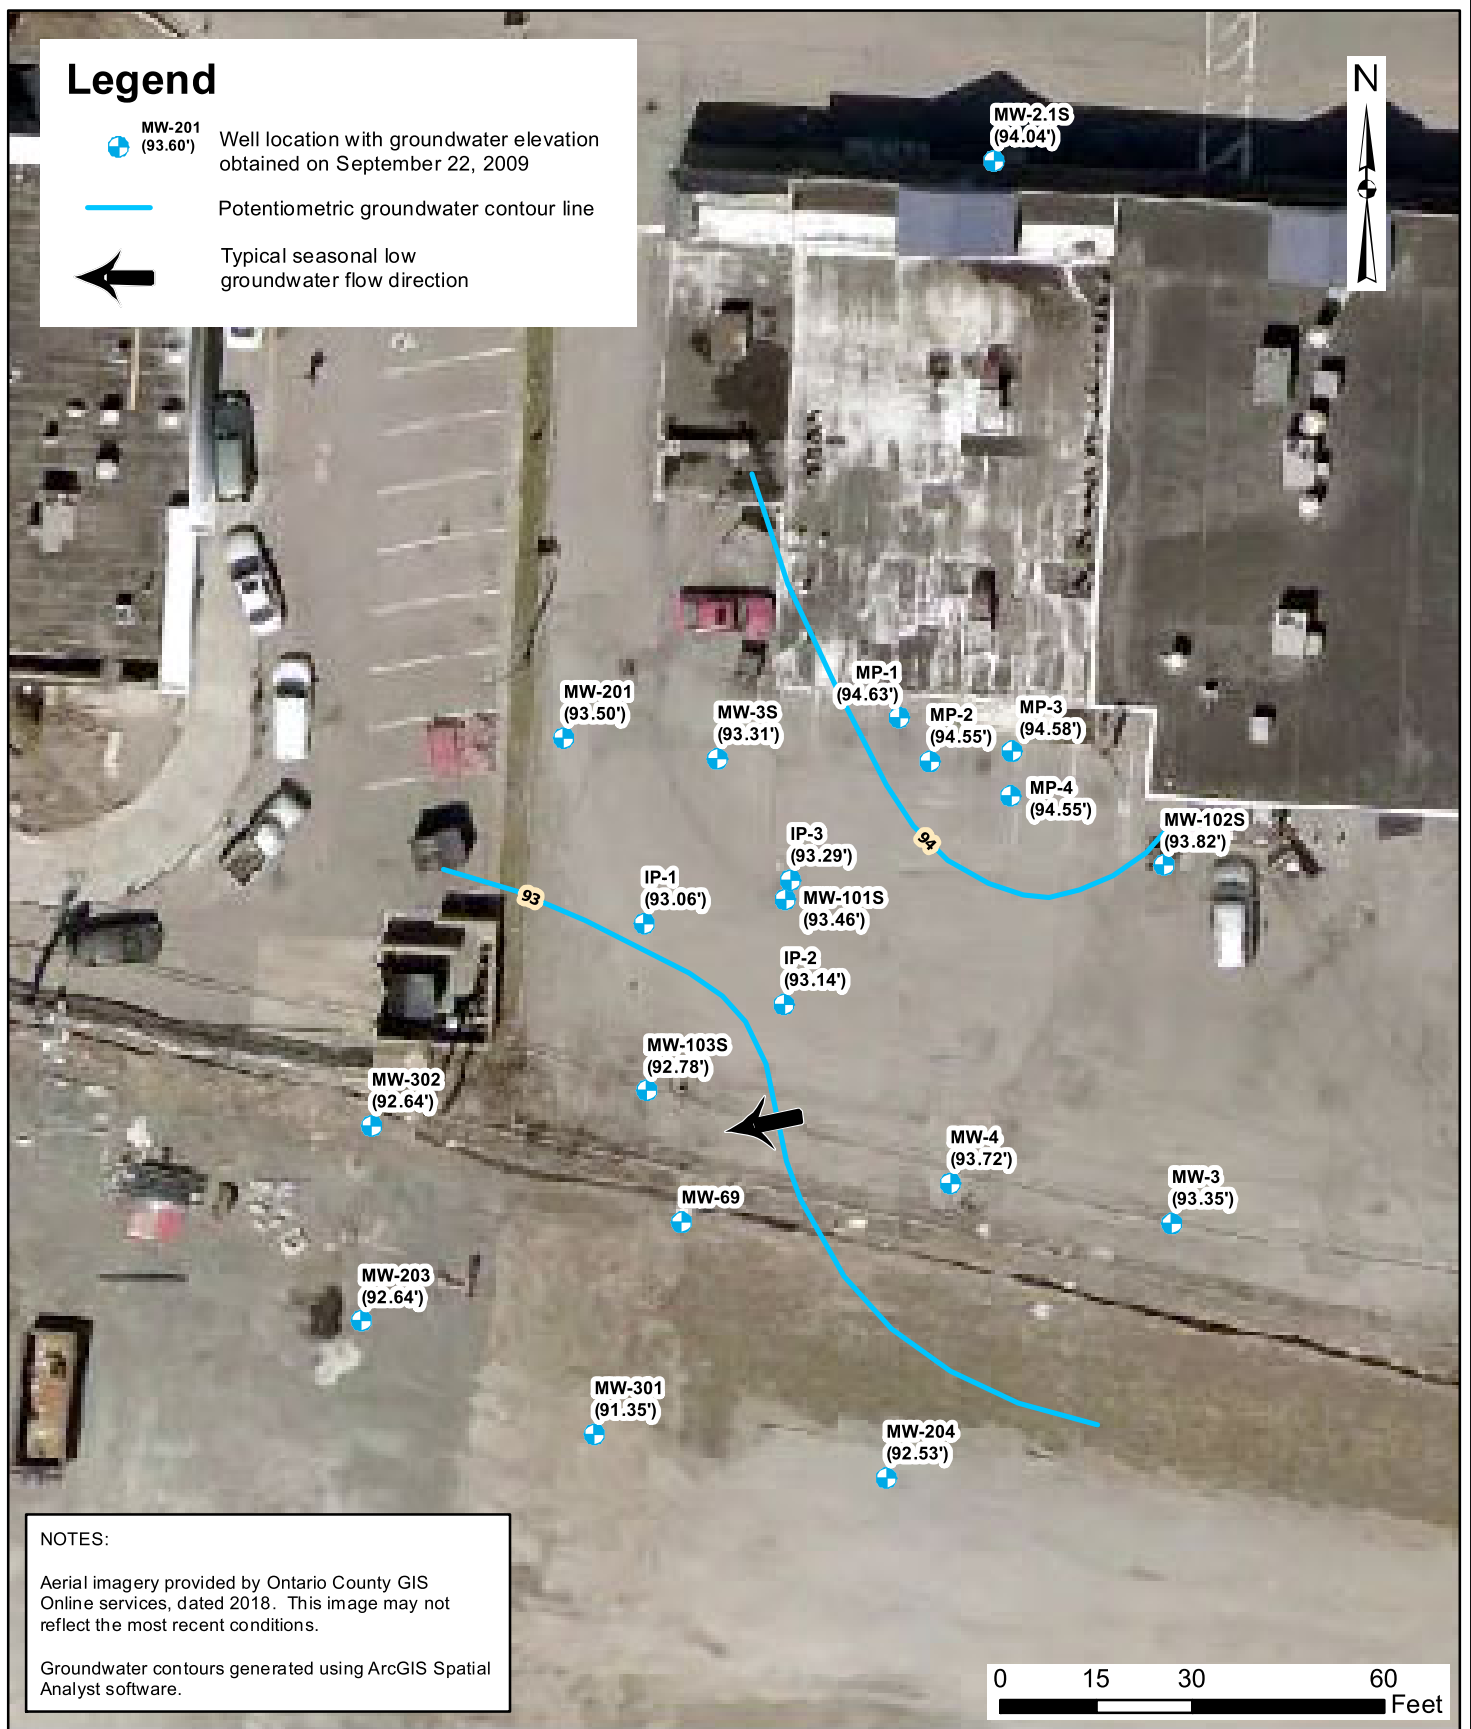 Legend
MW-201
(93.60')
Well location with groundwater elevation
obtained on September 22, 2009
Potentiometric groundwater contour line
Typical seasonal low
groundwater flow direction
N
MW-2.1S
(94.04')
MP-1
(94.63')
MW-201
(93.50')
MW-3S
(93.31')
MP-2
(94.55')
MP-3
(94.58')
MP-4
(94.55')
MW-102S
(93.82')
94
IP-3
(93.29')
IP-1
(93.06')
93
MW-101S
(93.46')
IP-2
(93.14')
MW-103S
(92.78')
MW-302
(92.64')
MW-4
(93.72')
MW-3
(93.35')
MW-69
MW-203
(92.64')
MW-301
(91.35')
MW-204
(92.53')
NOTES:
Aerial imagery provided by Ontario County GIS
Online services, dated 2018. This image may not
reflect the most recent conditions.
Groundwater contours generated using ArcGIS Spatial
Analyst software.
0 15 30 60
Feet